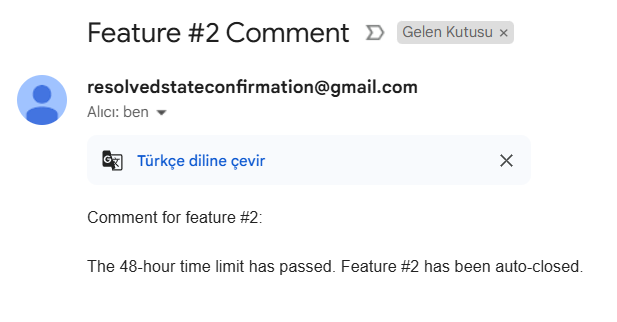 Feature #2 Comment
Gelen Kutusu ×
resolvedstateconfirmation@gmail.com
Alıcı: ben
Türkçe diline çevir
Comment for feature #2:
The 48-hour time limit has passed. Feature #2 has been auto-closed.